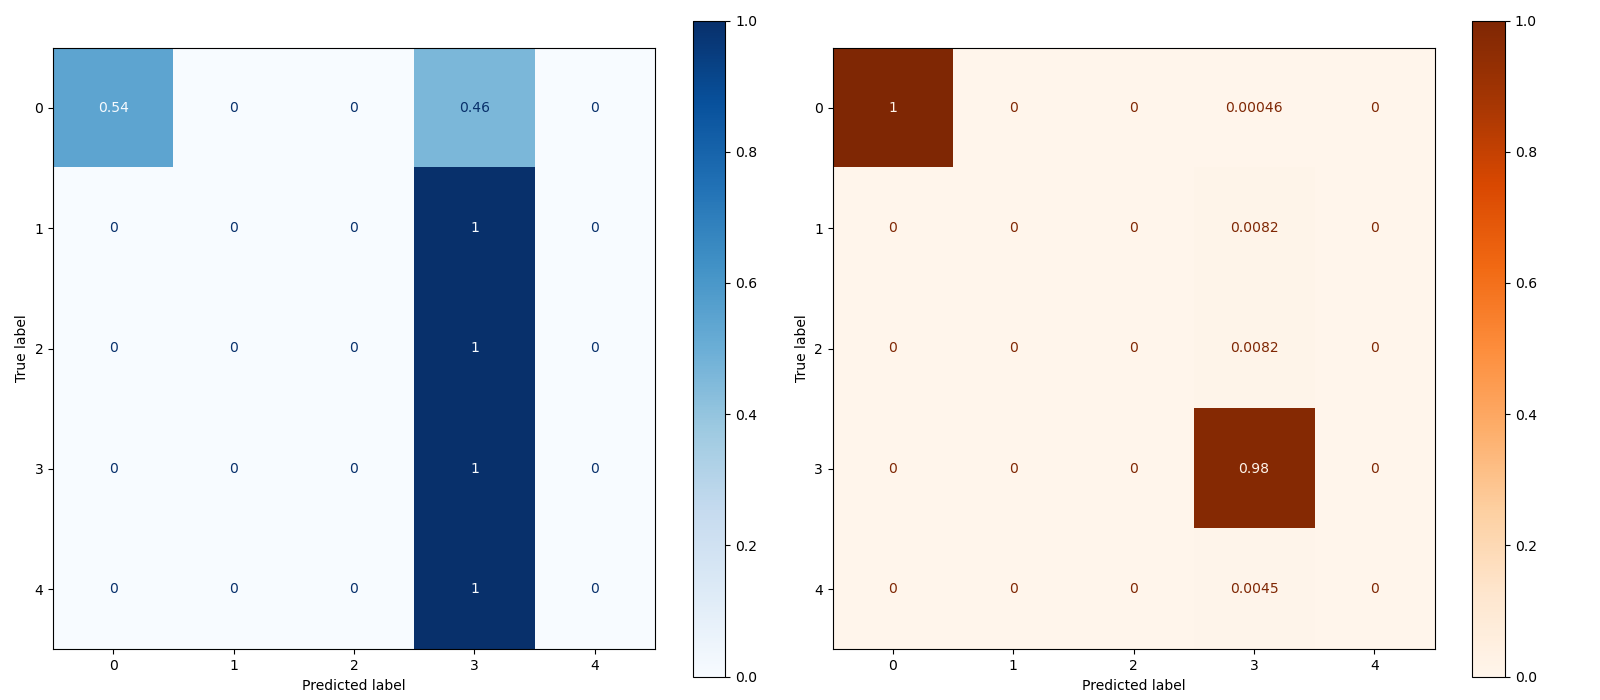 1.0
0 0.54 0 0 0.46 0
0.8
1 0 0 0 1 0
0.6
2 0 0 0 1 0
0.4
3 0 0 0 1 0
0.2
4 0 0 0 1 0
0.0
0 1 2 3 4
Predicted label
True label
1.0
0 1 0 0 0.00046 0
0.8
1 0 0 0 0.0082 0
0.6
2 0 0 0 0.0082 0
0.4
3 0 0 0 0.98 0
0.2
4 0 0 0 0.0045 0
0.0
0 1 2 3 4
Predicted label
True label